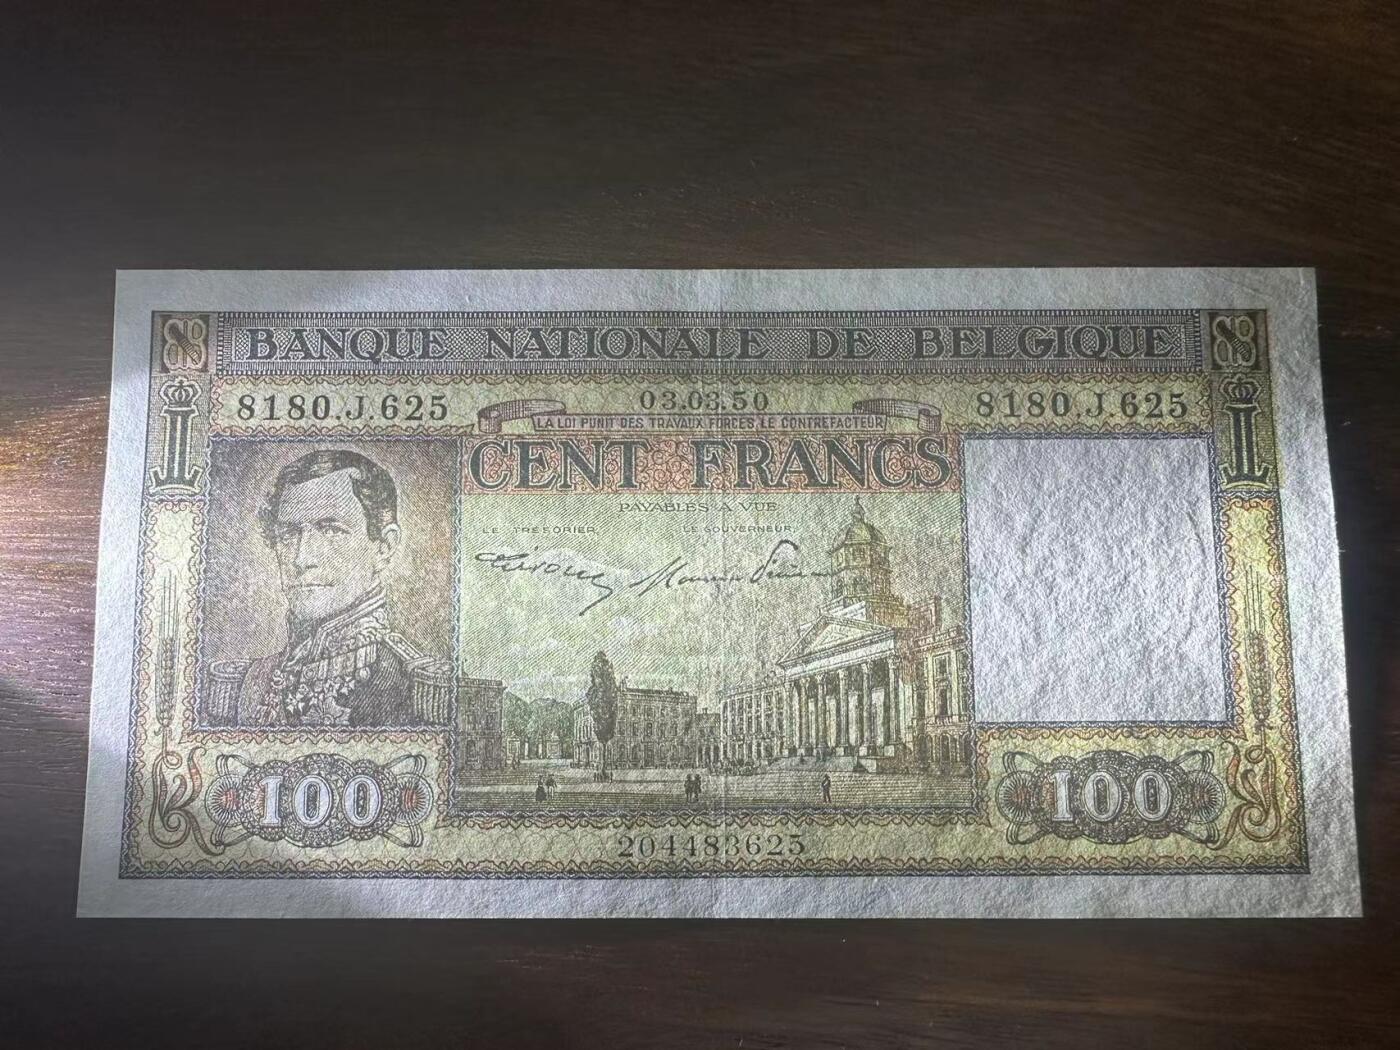 BANQUE NATIONALE DE BELGIQUE
8180.J.625 03.03.50 8180.J.625
LA LOI PUNIT DES TRAVAUX FORCES LE CONTREFACTEUR
CENT FRANCS
PAYABLES A VUE
LE TRESORIER, LE GOUVERNEUR,
100 100
204483625